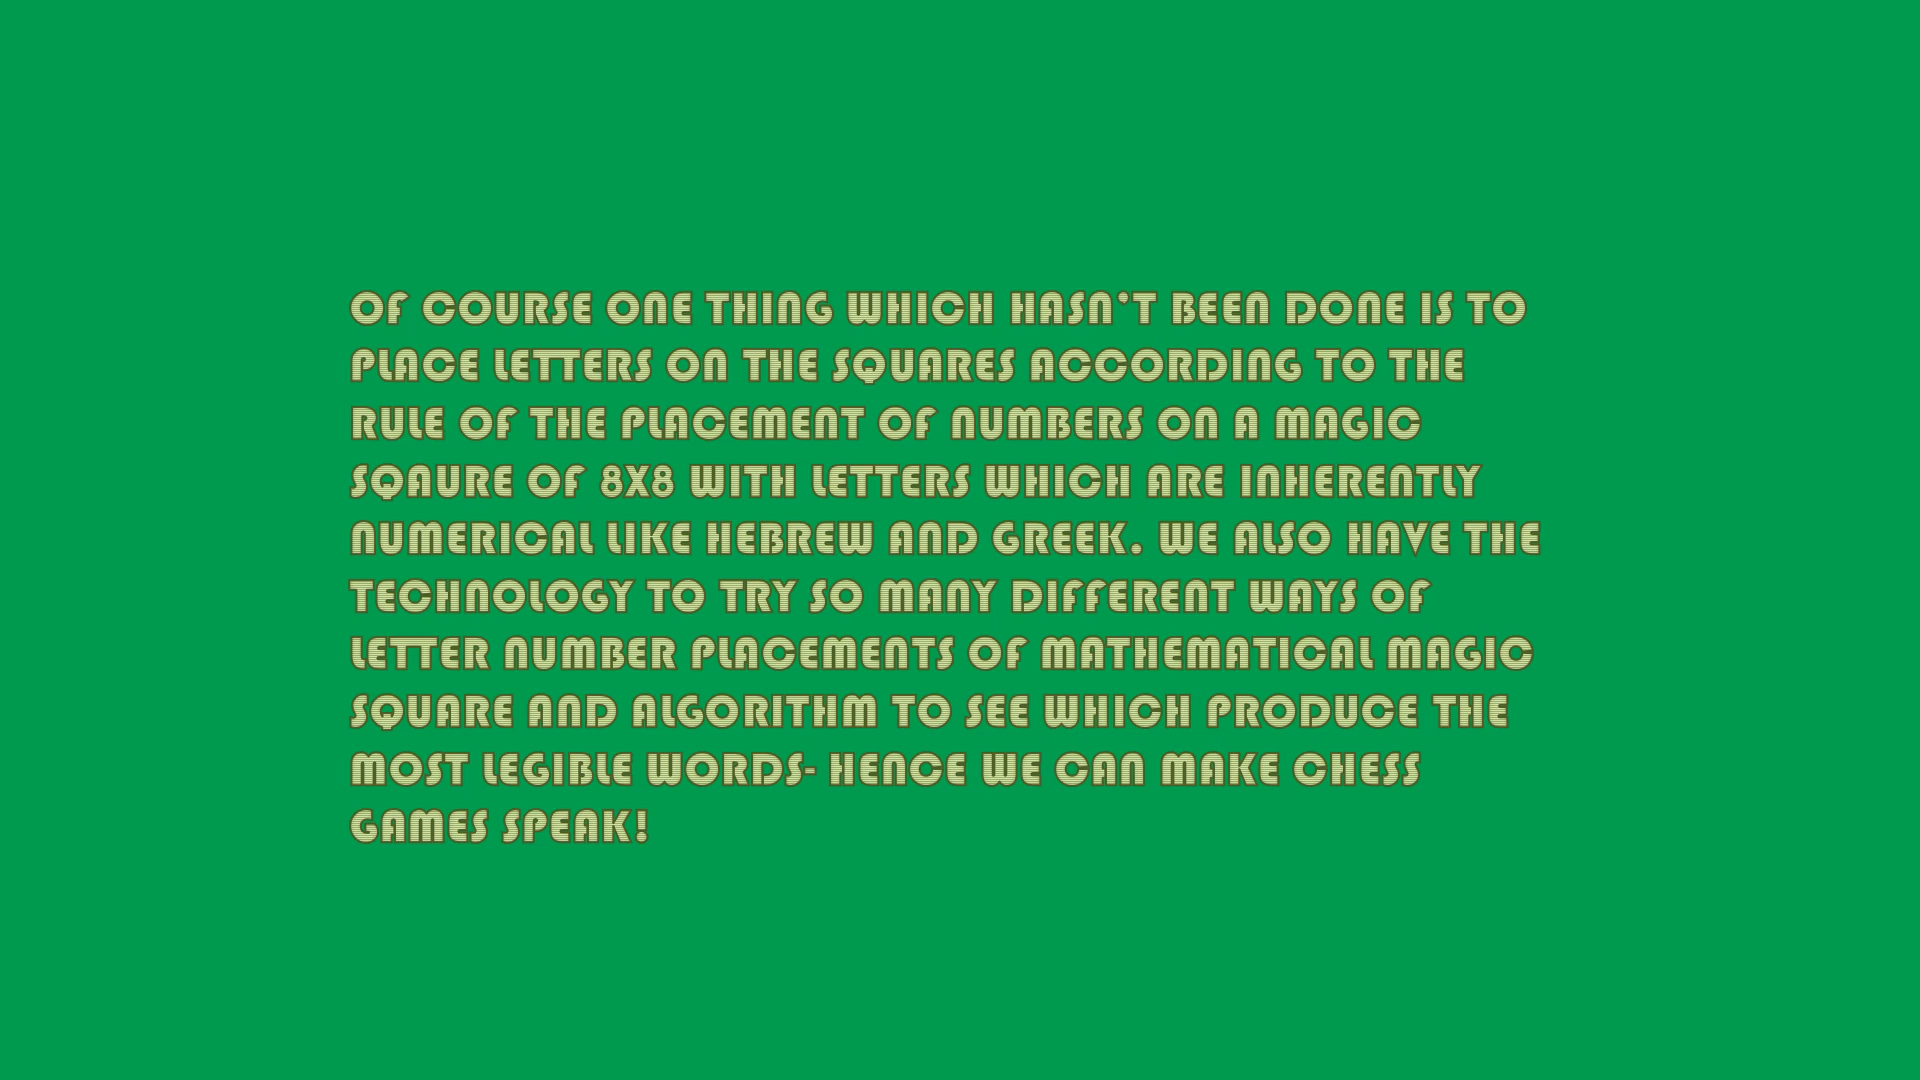 OF COURSE ONE THING WHICH HASN'T BEEN DONE IS TO
PLACE LETTERS ON THE SQUARES ACCORDING TO THE
RULE OF THE PLACEMENT OF NUMBERS ON A MAGIC
SQAURE OF 8X8 WITH LETTERS WHICH ARE INHERENTLY
NUMERICAL LIKE HEBREW AND GREEK. WE ALSO HAVE THE
TECHNOLOGY TO TRY SO MANY DIFFERENT WAYS OF
LETTER NUMBER PLACEMENTS OF MATHEMATICAL MAGIC
SQUARE AND ALGORITHM TO SEE WHICH PRODUCE THE
MOST LEGIBLE WORDS- HENCE WE CAN MAKE CHESS
GAMES SPEAK!